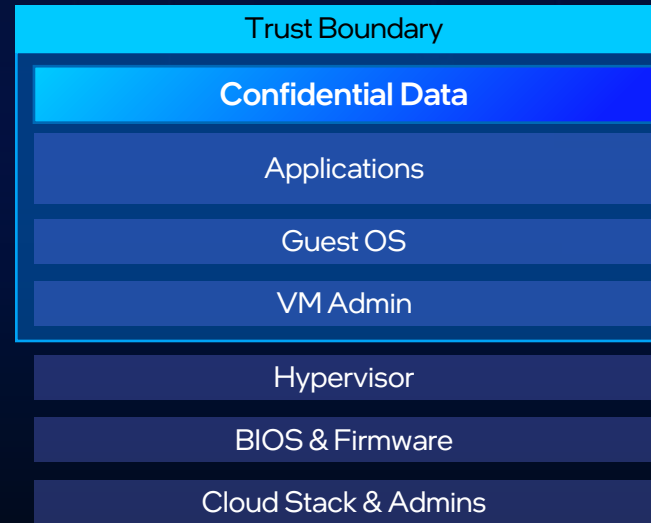 Trust Boundary
Confidential Data
Applications
Guest OS
VM Admin
Hypervisor
BIOS & Firmware
Cloud Stack & Admins